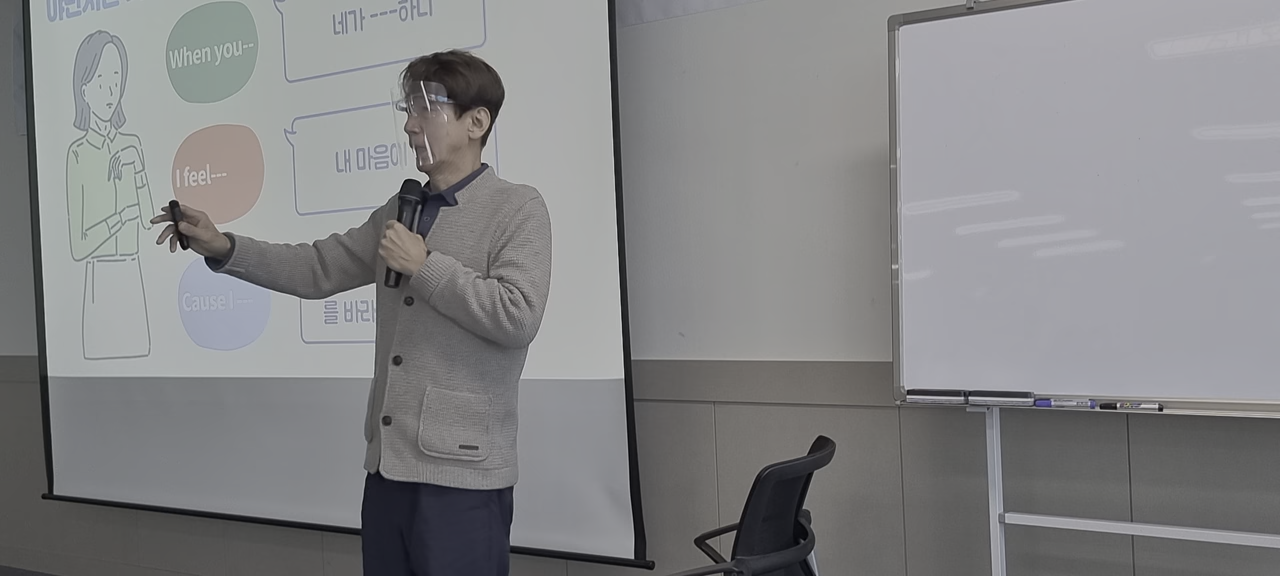 When you--
네가 ---하니
I feel---
내 마음이
Cause I---
를 바라